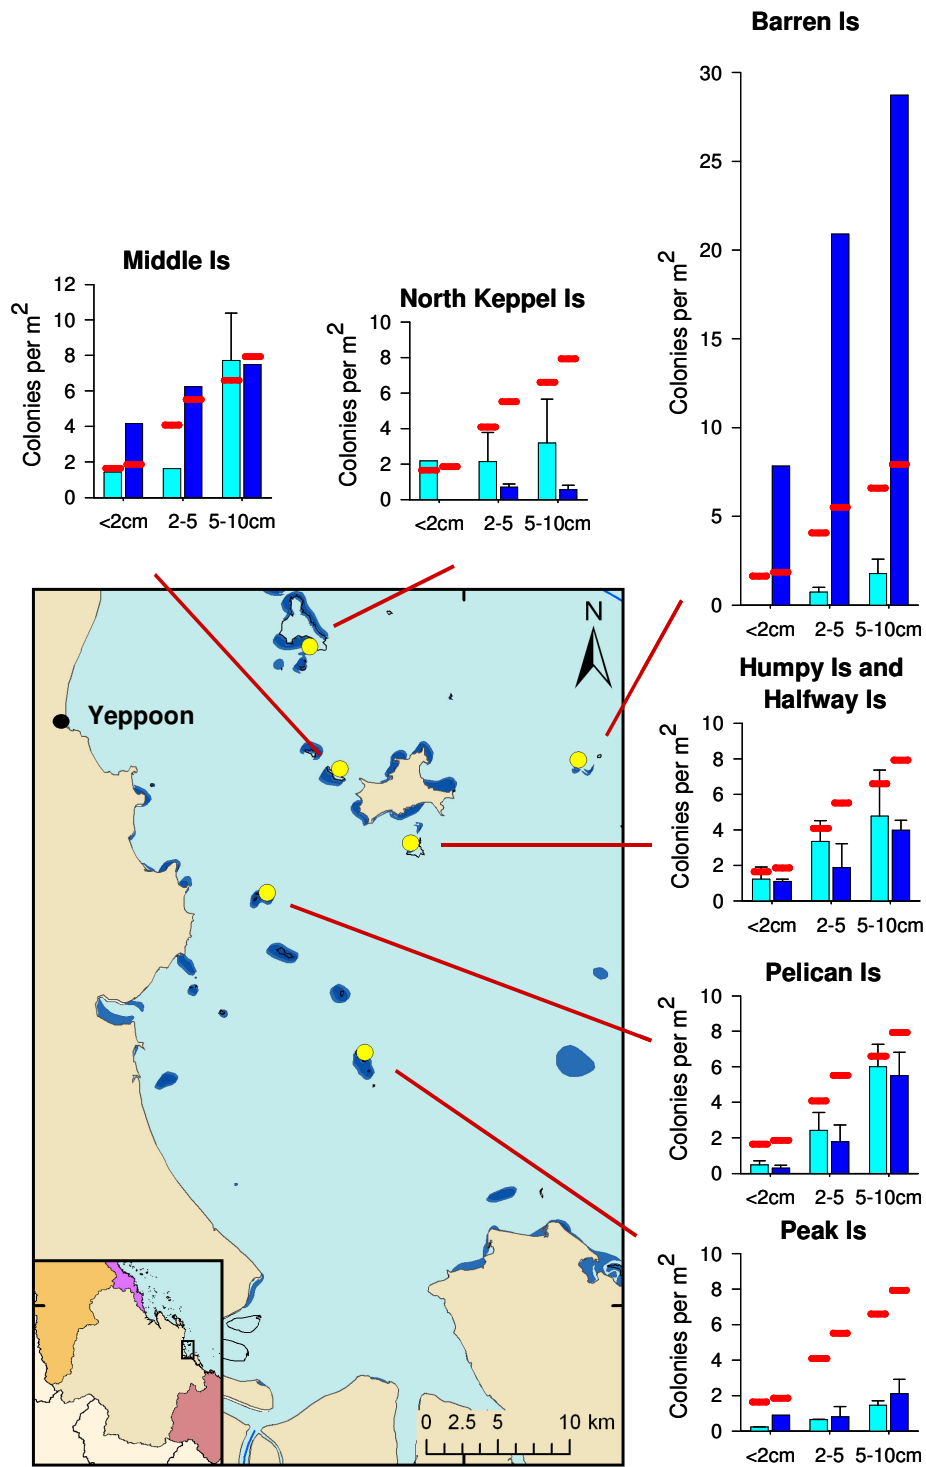 Barren Is
30
25
20
15
10
5
0
Colonies per m2
<2cm 2-5 5-10cm
Middle Is
12
10
8
6
4
2
0
Colonies per m2
<2cm 2-5 5-10cm
North Keppel Is
10
8
6
4
2
0
Colonies per m2
<2cm 2-5 5-10cm
N
Yeppoon
0 2.5 5 10 km
Humpy Is and
Halfway Is
10
8
6
4
2
0
Colonies per m2
<2cm 2-5 5-10cm
Pelican Is
10
8
6
4
2
0
Colonies per m2
<2cm 2-5 5-10cm
Peak Is
10
8
6
4
2
0
Colonies per m2
<2cm 2-5 5-10cm